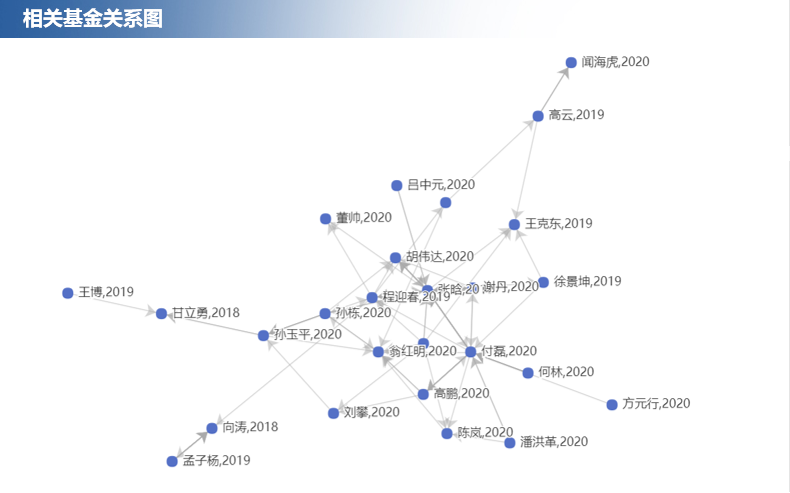 相关基金关系图
闻海虎,2020
高云,2019
吕中元,2020
董帅,2020
王克东,2019
胡伟达,2020
徐景坤,2019
谢丹,2020
张晗,20
王博,2019
程迎春,2019
甘立勇,2018
孙栋,2020
孙玉平,2020
翁红明,2020
付磊,2020
何林,2020
高鹏,2020
方元行,2020
刘攀,2020
向涛,2018
陈岚,2020
潘洪革,2020
孟子杨,2019